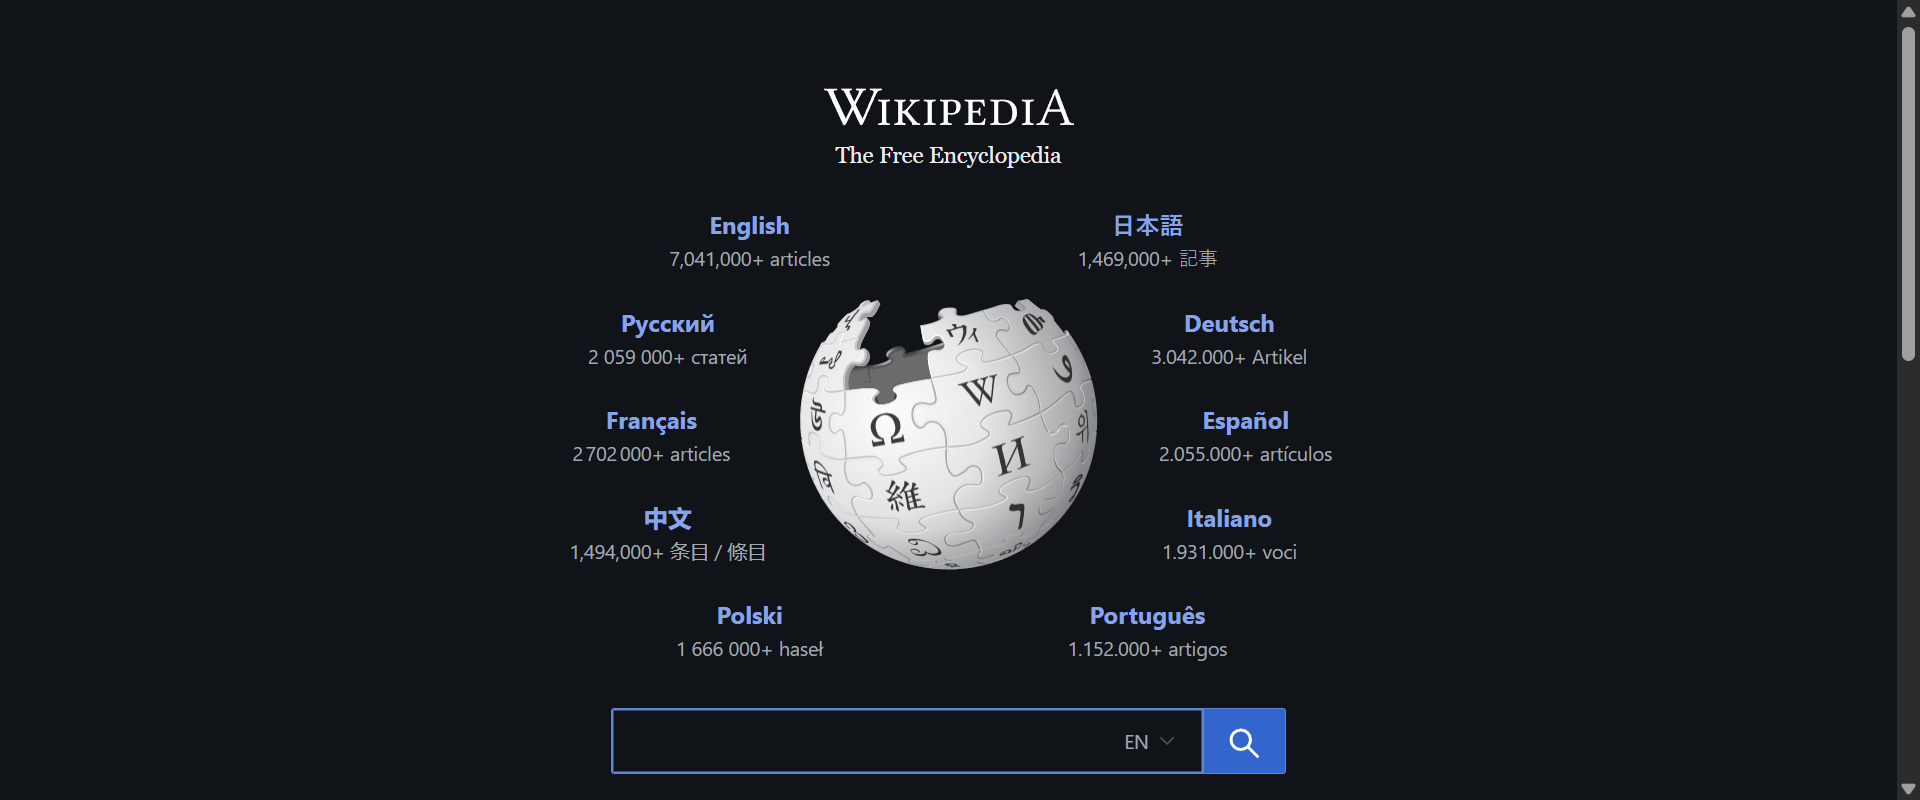 WIKIPEDIA
The Free Encyclopedia
English
7,041,000+ articles
日本語
1,469,000+ 記事
Русский
2 059 000+ статей
Deutsch
3.042.000+ Artikel
Français
2 702 000+ articles
Español
2.055.000+ artículos
中文
1,494,000+ 条目 / 條目
Italiano
1.931.000+ voci
Polski
1 666 000+ haseł
Português
1.152.000+ artigos
ウィ
W
Ω
И
維
EN